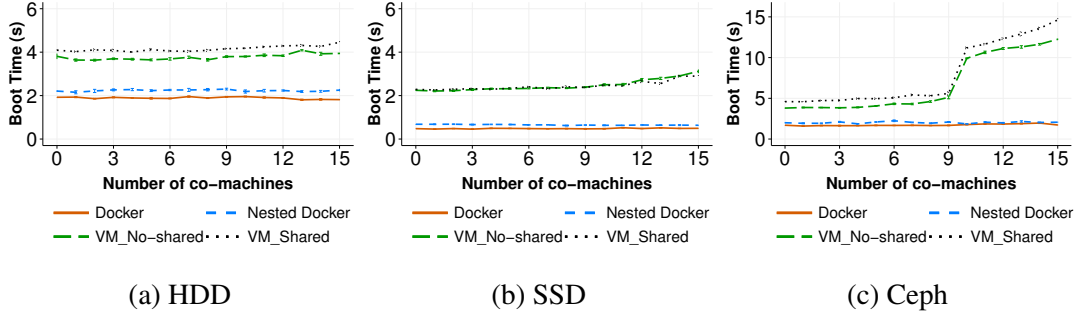 Boot Time (s)
6
4
2
0
0 3 6 9 12 15
Number of co−machines
Docker Nested Docker
VM_No−shared VM_Shared
(a) HDD
Boot Time (s)
6
4
2
0
0 3 6 9 12 15
Number of co−machines
Docker Nested Docker
VM_No−shared VM_Shared
(b) SSD
Boot Time (s)
15
10
5
0
0 3 6 9 12 15
Number of co−machines
Docker Nested Docker
VM_No−shared VM_Shared
(c) Ceph